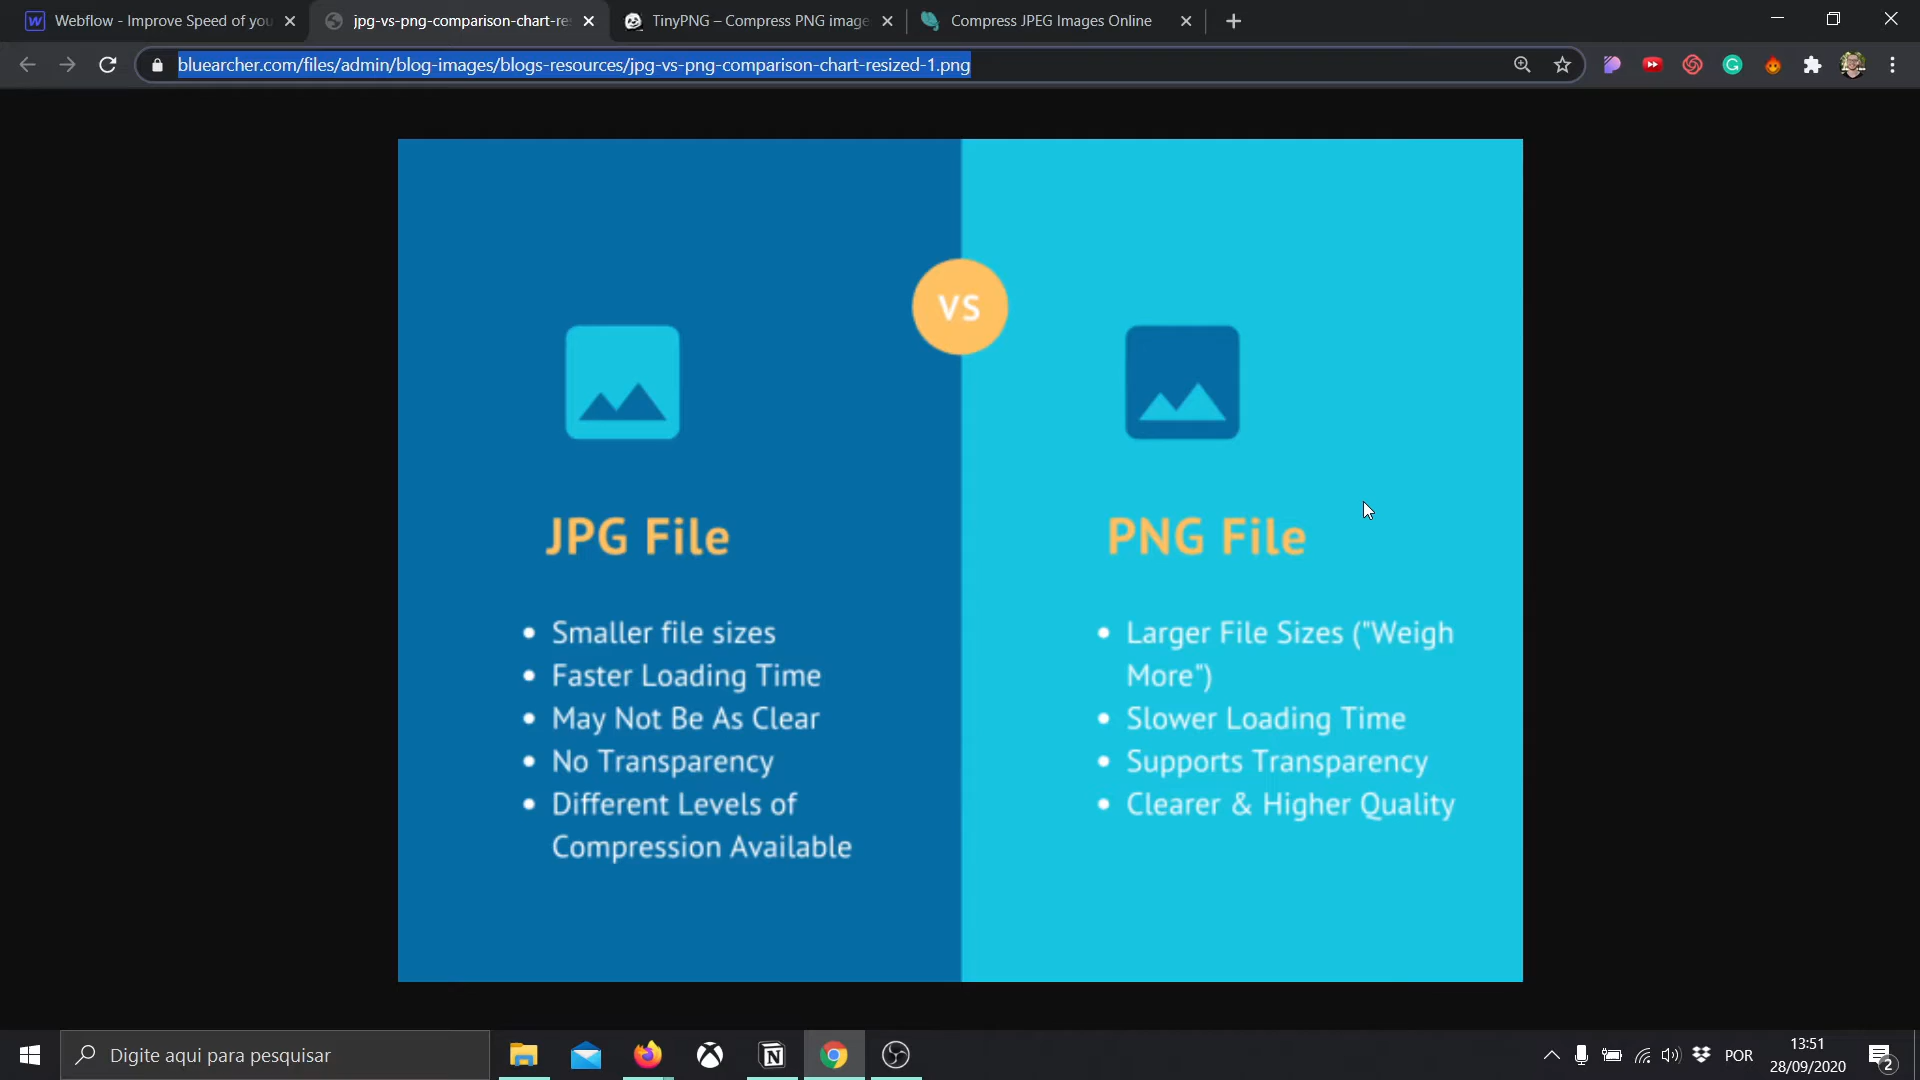 Webflow - Improve Speed of you
jpg-vs-png-comparison-chart-re
TinyPNG – Compress PNG image
Compress JPEG Images Online
bluearcher.com/files/admin/blog-images/blogs-resources/jpg-vs-png-comparison-chart-resized-1.png
VS
JPG File
• Smaller file sizes
• Faster Loading Time
• May Not Be As Clear
• No Transparency
• Different Levels of
Compression Available
PNG File
• Larger File Sizes ("Weigh
More")
• Slower Loading Time
• Supports Transparency
• Clearer & Higher Quality
Digite aqui para pesquisar
POR
13:51
28/09/2020
2